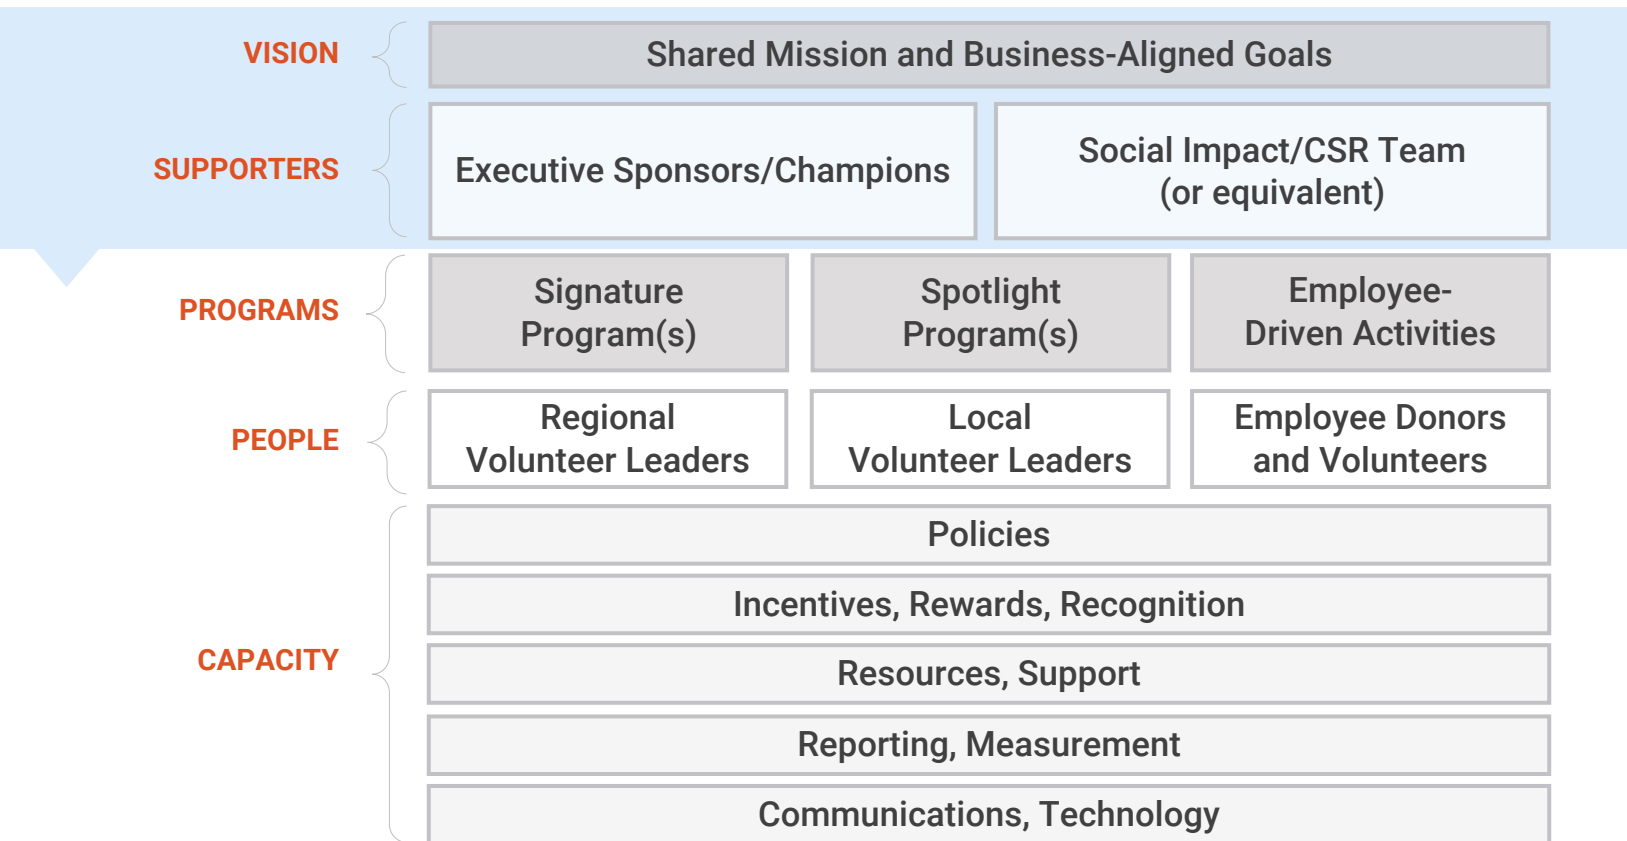 VISION
Shared Mission and Business-Aligned Goals
SUPPORTERS
Executive Sponsors/Champions
Social Impact/CSR Team
(or equivalent)
PROGRAMS
Signature
Program(s)
Spotlight
Program(s)
Employee-
Driven Activities
PEOPLE
Regional
Volunteer Leaders
Local
Volunteer Leaders
Employee Donors
and Volunteers
CAPACITY
Policies
Incentives, Rewards, Recognition
Resources, Support
Reporting, Measurement
Communications, Technology